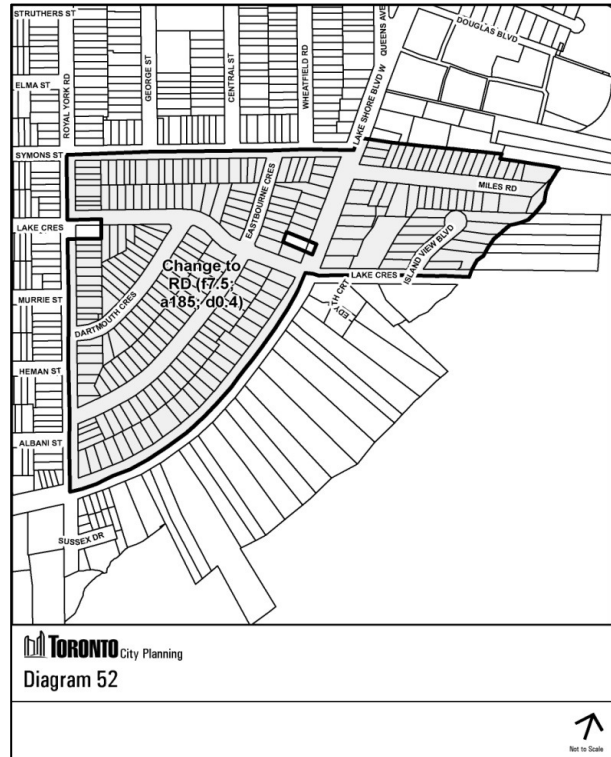 STRUTHERS ST
DOUGLAS BLVD
QUEENS AVE
ELMA ST
ROYAL YORK RD
GEORGE ST
CENTRAL ST
WHEATFIELD RD
LAKE SHORE BLVD W
SYMONS ST
MILES RD
EASTBOURNE CRES
LAKE CRES
ISLAND VIEW BLVD
Change to
RD (f7.5;
a185; d0.4)
LAKE CRES
MURRIE ST
DARTMOUTH CRES
EDYTH CRT
HEMAN ST
ALBANI ST
SUSSEX DR
TORONTO City Planning
Diagram 52
Not to Scale